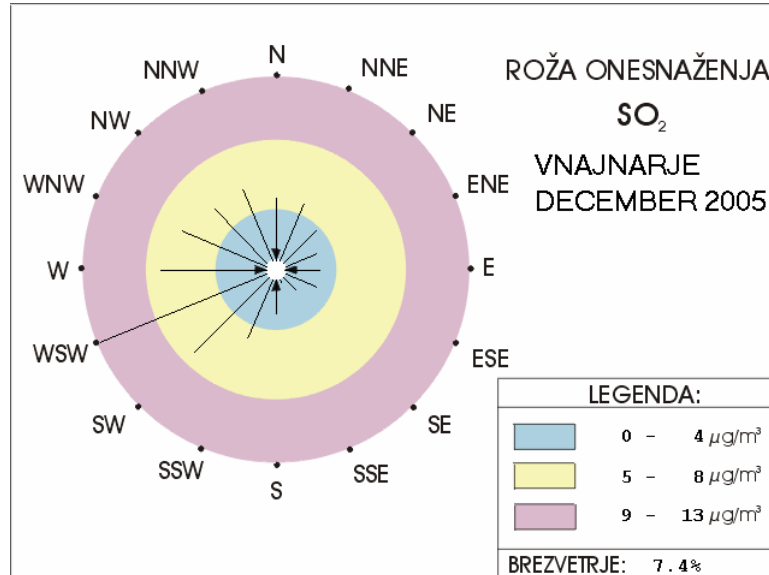 ROŽA ONESNAŽENJA
SO₂
VNAJNARJE
DECEMBER 2005
N
NNE
NE
ENE
E
ESE
SE
SSE
S
SSW
SW
WSW
W
WNW
NW
NNW
LEGENDA:
0 - 4 µg/m³
5 - 8 µg/m³
9 - 13 µg/m³
BREZVETRJE: 7.4%